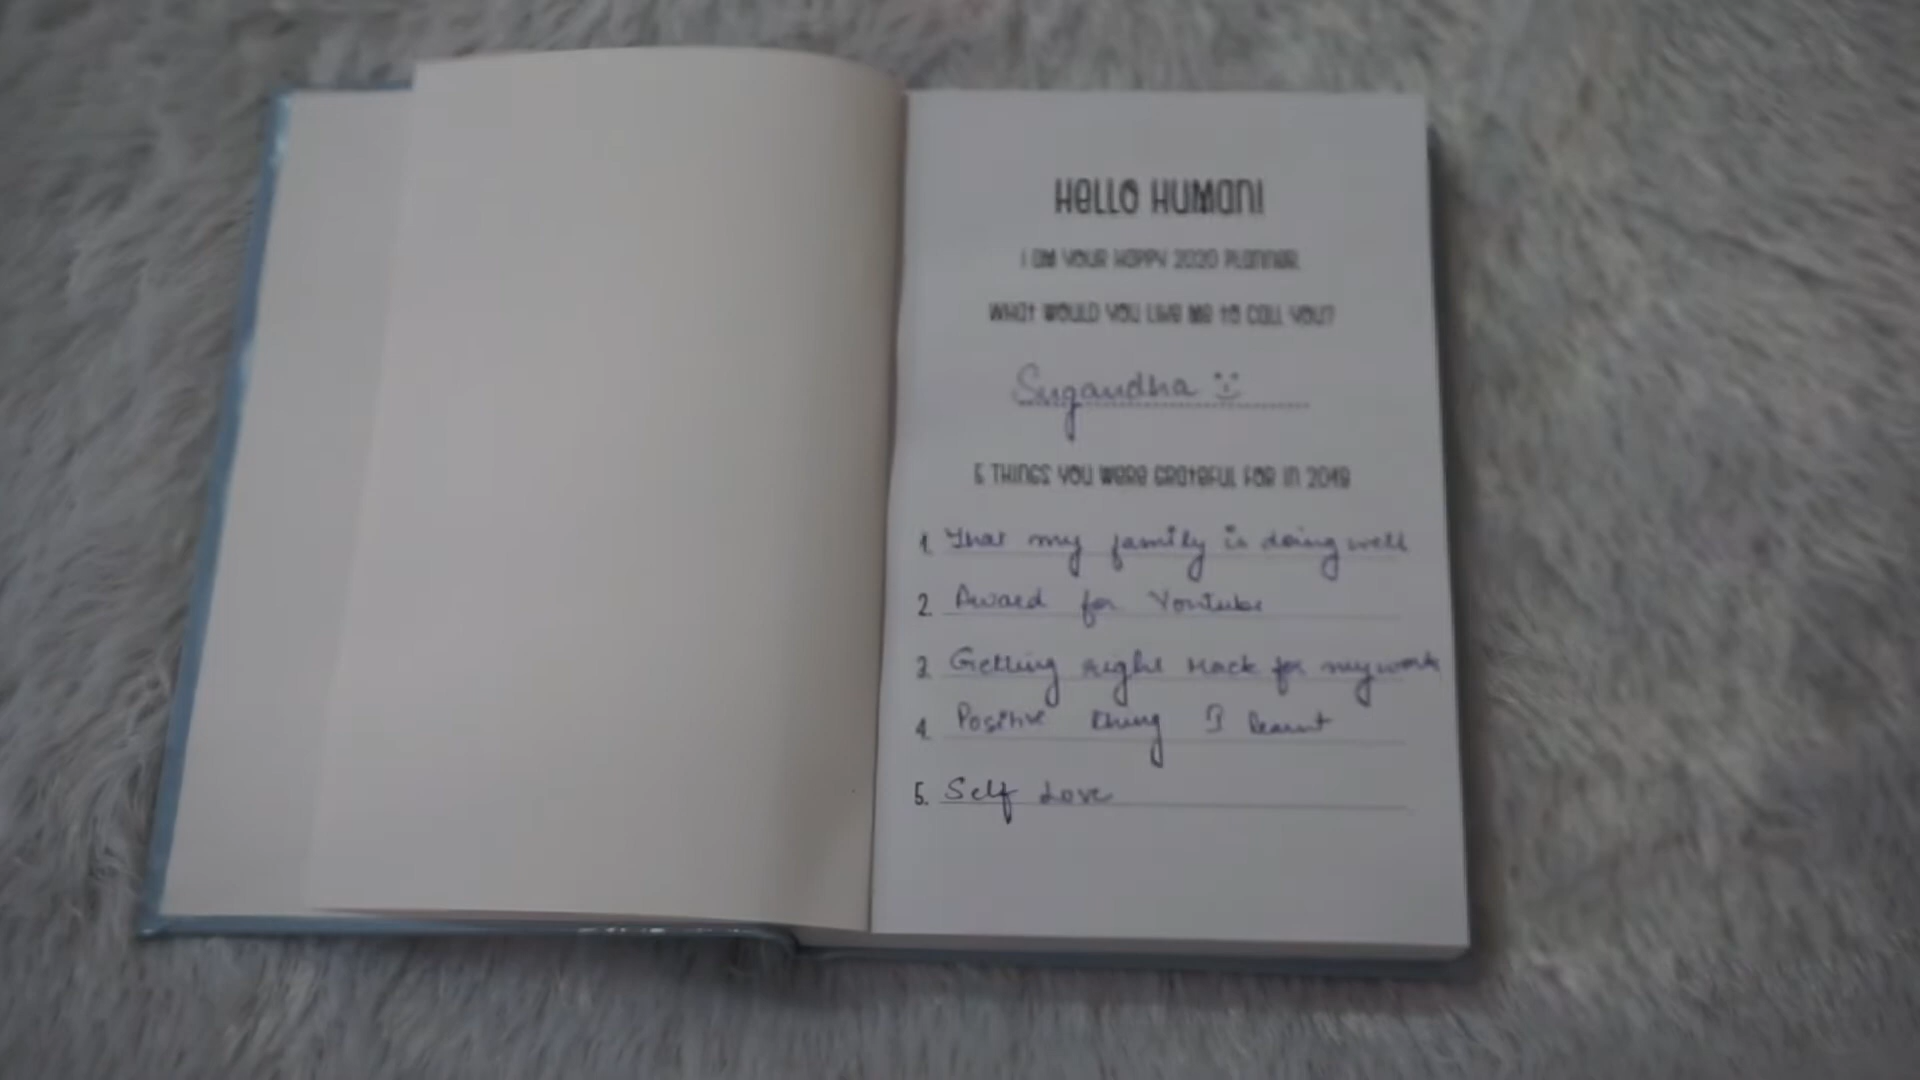 HELLO HUMAN!
I AM YOUR HAPPY 2020 PLANNER
WHAT WOULD YOU LIKE ME TO CALL YOU?
Sugandha
5 THINGS YOU WERE GRATEFUL FOR IN 2019
1. That my family is doing well
2. Award for Youtube
3. Getting right track for my work
4. Positive thing I learnt
5. Self Love